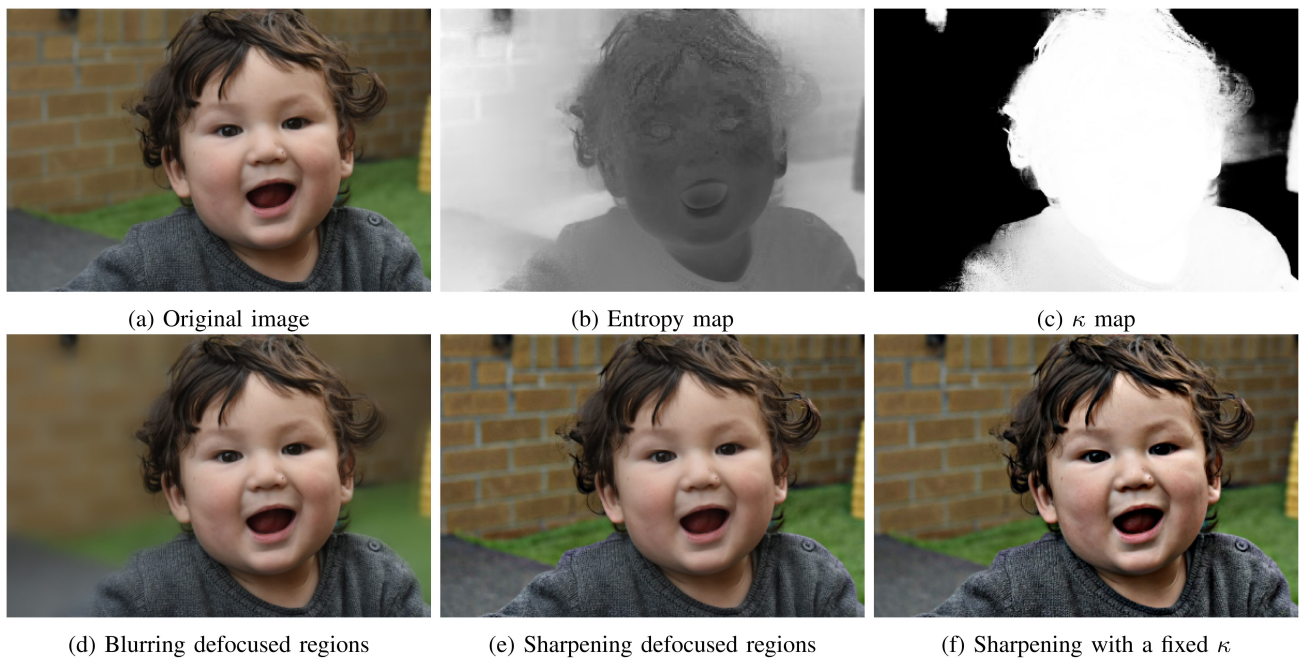 (a) Original image
(b) Entropy map
(c) κ map
(d) Blurring defocused regions
(e) Sharpening defocused regions
(f) Sharpening with a fixed κ